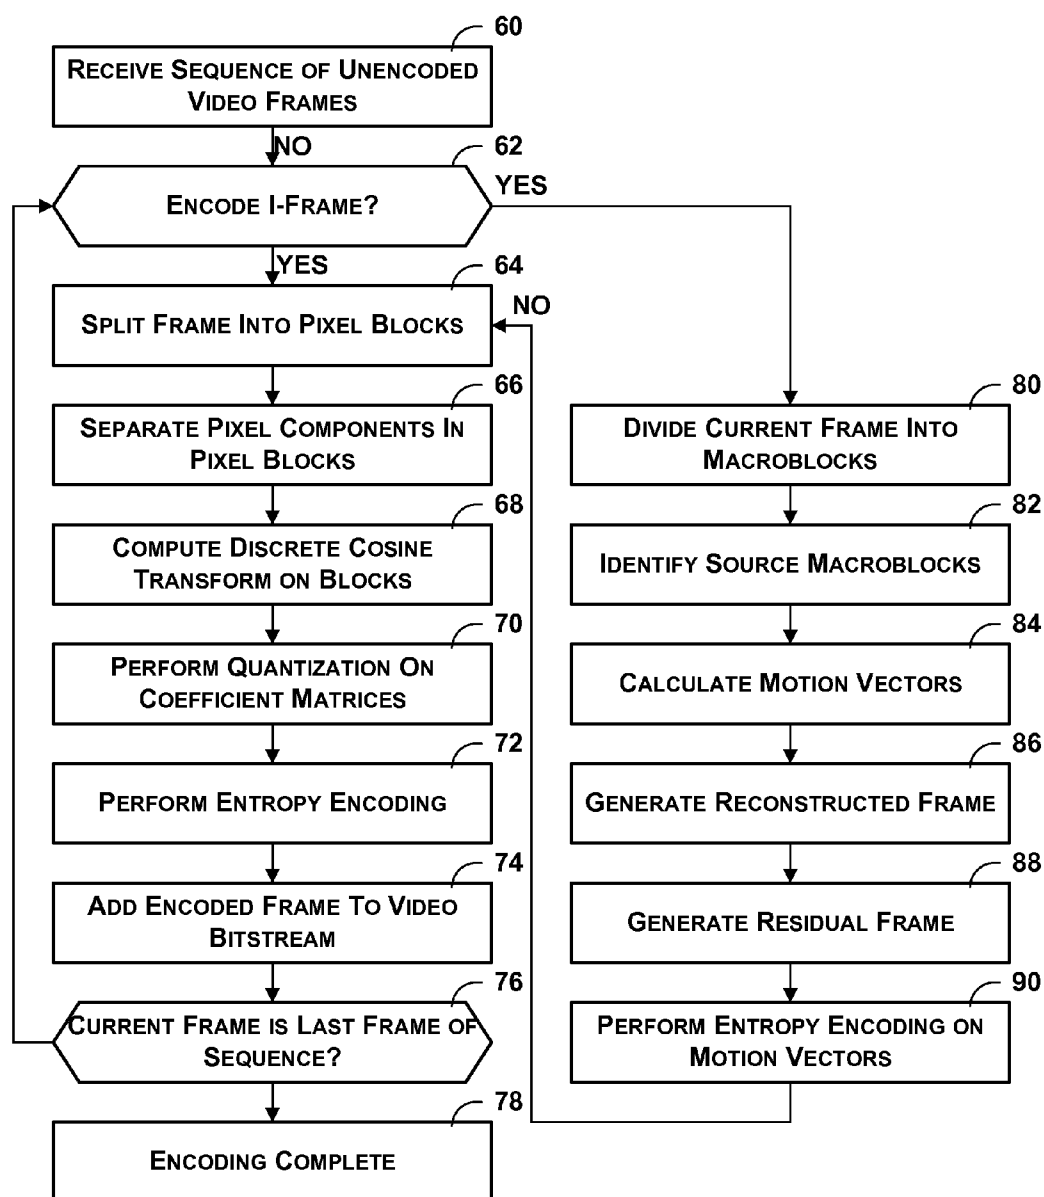 60
RECEIVE SEQUENCE OF UNENCODED
VIDEO FRAMES
NO
62
YES
ENCODE I-FRAME?
YES
64
NO
SPLIT FRAME INTO PIXEL BLOCKS
66
SEPARATE PIXEL COMPONENTS IN
PIXEL BLOCKS
68
COMPUTE DISCRETE COSINE
TRANSFORM ON BLOCKS
70
PERFORM QUANTIZATION ON
COEFFICIENT MATRICES
72
PERFORM ENTROPY ENCODING
74
ADD ENCODED FRAME TO VIDEO
BITSTREAM
76
CURRENT FRAME IS LAST FRAME OF
SEQUENCE?
78
ENCODING COMPLETE
80
DIVIDE CURRENT FRAME INTO
MACROBLOCKS
82
IDENTIFY SOURCE MACROBLOCKS
84
CALCULATE MOTION VECTORS
86
GENERATE RECONSTRUCTED FRAME
88
GENERATE RESIDUAL FRAME
90
PERFORM ENTROPY ENCODING ON
MOTION VECTORS